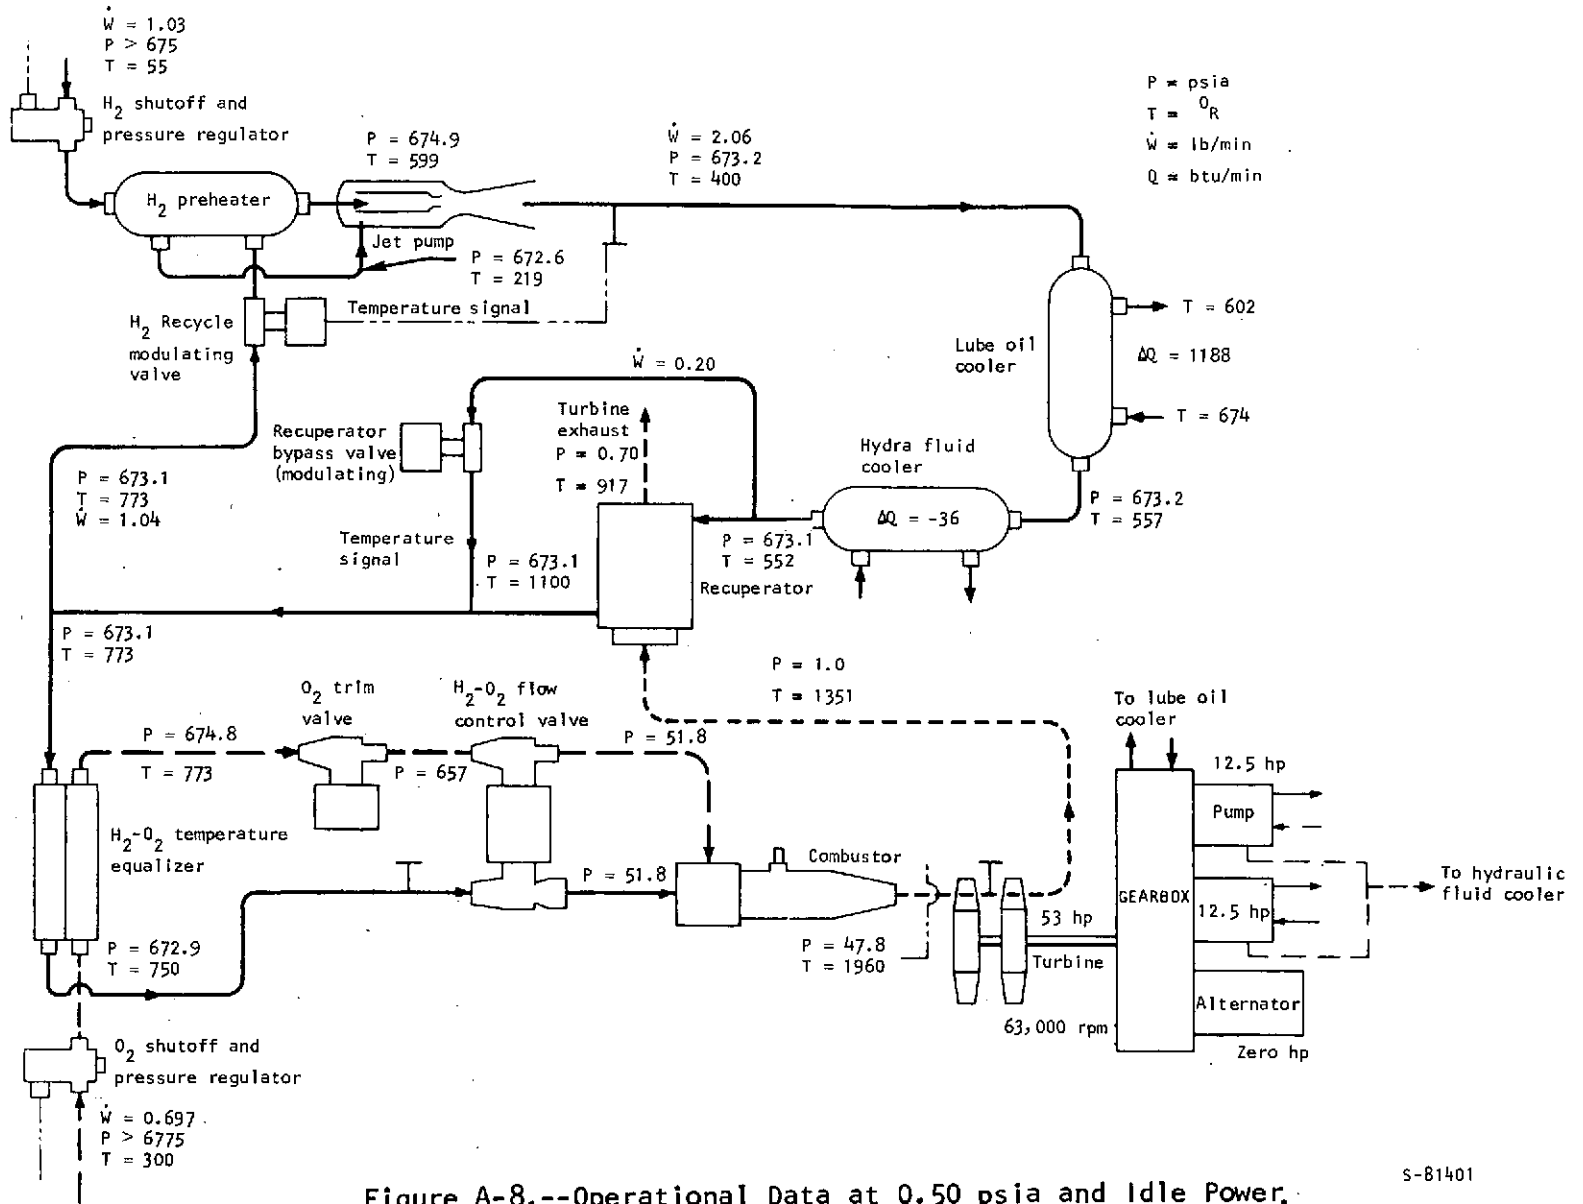 Ẇ = 1.03
P > 675
T = 55
H2 shutoff and
pressure regulator
P = 674.9
T = 599
Ẇ = 2.06
P = 673.2
T = 400
P = psia
T = ⁰R
Ẇ = lb/min
Q = btu/min
H2 preheater
Jet pump
P = 672.6
T = 219
Temperature signal
H2 Recycle
modulating
valve
T = 602
Lube oil
cooler
ΔQ = 1188
T = 674
Ẇ = 0.20
Turbine
exhaust
P = 0.70
T = 917
Recuperator
bypass valve
(modulating)
Hydra fluid
cooler
ΔQ = -36
P = 673.2
T = 557
P = 673.1
T = 773
Ẇ = 1.04
Temperature
signal
P = 673.1
T = 1100
P = 673.1
T = 552
Recuperator
P = 673.1
T = 773
P = 1.0
T = 1351
O2 trim
valve
H2-O2 flow
control valve
To lube oil
cooler
P = 674.8
T = 773
P = 657
P = 51.8
12.5 hp
Pump
H2-O2 temperature
equalizer
Combustor
P = 51.8
GEARBOX
12.5 hp
To hydraulic
fluid cooler
53 hp
Turbine
P = 47.8
T = 1960
P = 672.9
T = 750
Alternator
63,000 rpm
Zero hp
O2 shutoff and
pressure regulator
Ẇ = 0.697
P > 6775
T = 300
S-81401
Figure A-8.--Operational Data at 0.50 psia and Idle Power.